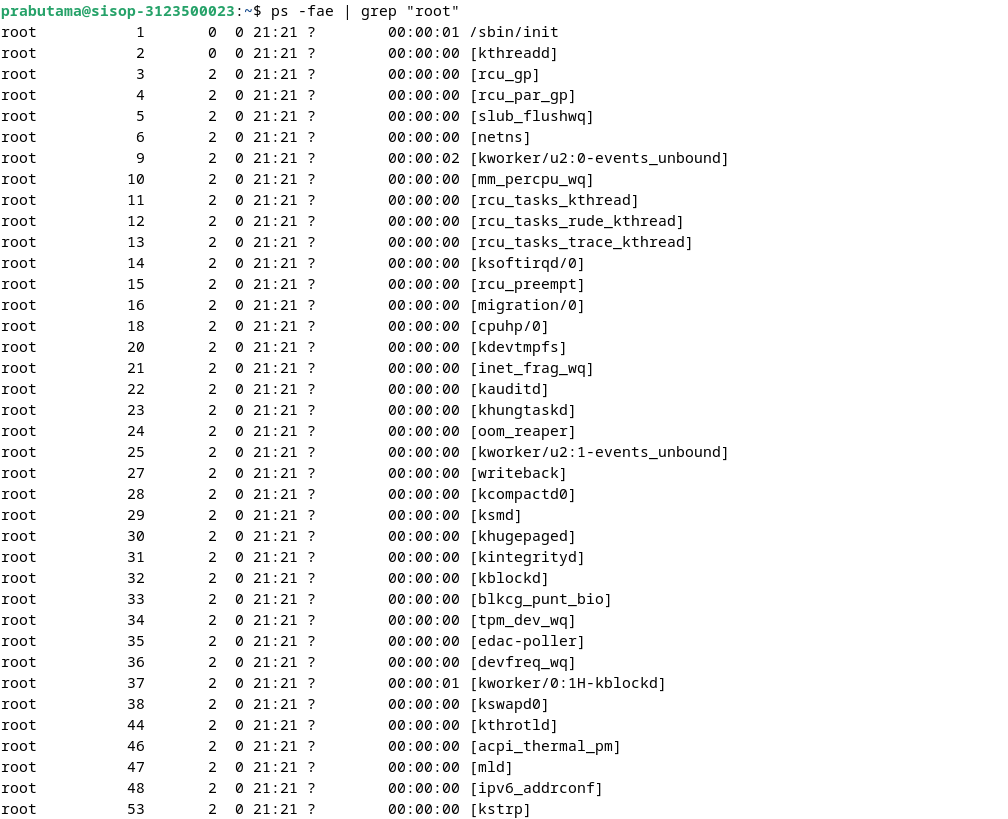 prabutama@sisop-3123500023:~$ ps -fae | grep "root"
root           1       0  0 21:21 ?        00:00:01 /sbin/init
root           2       0  0 21:21 ?        00:00:00 [kthreadd]
root           3       2  0 21:21 ?        00:00:00 [rcu_gp]
root           4       2  0 21:21 ?        00:00:00 [rcu_par_gp]
root           5       2  0 21:21 ?        00:00:00 [slub_flushwq]
root           6       2  0 21:21 ?        00:00:00 [netns]
root           9       2  0 21:21 ?        00:00:02 [kworker/u2:0-events_unbound]
root          10       2  0 21:21 ?        00:00:00 [mm_percpu_wq]
root          11       2  0 21:21 ?        00:00:00 [rcu_tasks_kthread]
root          12       2  0 21:21 ?        00:00:00 [rcu_tasks_rude_kthread]
root          13       2  0 21:21 ?        00:00:00 [rcu_tasks_trace_kthread]
root          14       2  0 21:21 ?        00:00:00 [ksoftirqd/0]
root          15       2  0 21:21 ?        00:00:00 [rcu_preempt]
root          16       2  0 21:21 ?        00:00:00 [migration/0]
root          18       2  0 21:21 ?        00:00:00 [cpuhp/0]
root          20       2  0 21:21 ?        00:00:00 [kdevtmpfs]
root          21       2  0 21:21 ?        00:00:00 [inet_frag_wq]
root          22       2  0 21:21 ?        00:00:00 [kauditd]
root          23       2  0 21:21 ?        00:00:00 [khungtaskd]
root          24       2  0 21:21 ?        00:00:00 [oom_reaper]
root          25       2  0 21:21 ?        00:00:00 [kworker/u2:1-events_unbound]
root          27       2  0 21:21 ?        00:00:00 [writeback]
root          28       2  0 21:21 ?        00:00:00 [kcompactd0]
root          29       2  0 21:21 ?        00:00:00 [ksmd]
root          30       2  0 21:21 ?        00:00:00 [khugepaged]
root          31       2  0 21:21 ?        00:00:00 [kintegrityd]
root          32       2  0 21:21 ?        00:00:00 [kblockd]
root          33       2  0 21:21 ?        00:00:00 [blkcg_punt_bio]
root          34       2  0 21:21 ?        00:00:00 [tpm_dev_wq]
root          35       2  0 21:21 ?        00:00:00 [edac-poller]
root          36       2  0 21:21 ?        00:00:00 [devfreq_wq]
root          37       2  0 21:21 ?        00:00:01 [kworker/0:1H-kblockd]
root          38       2  0 21:21 ?        00:00:00 [kswapd0]
root          44       2  0 21:21 ?        00:00:00 [kthrotld]
root          46       2  0 21:21 ?        00:00:00 [acpi_thermal_pm]
root          47       2  0 21:21 ?        00:00:00 [mld]
root          48       2  0 21:21 ?        00:00:00 [ipv6_addrconf]
root          53       2  0 21:21 ?        00:00:00 [kstrp]